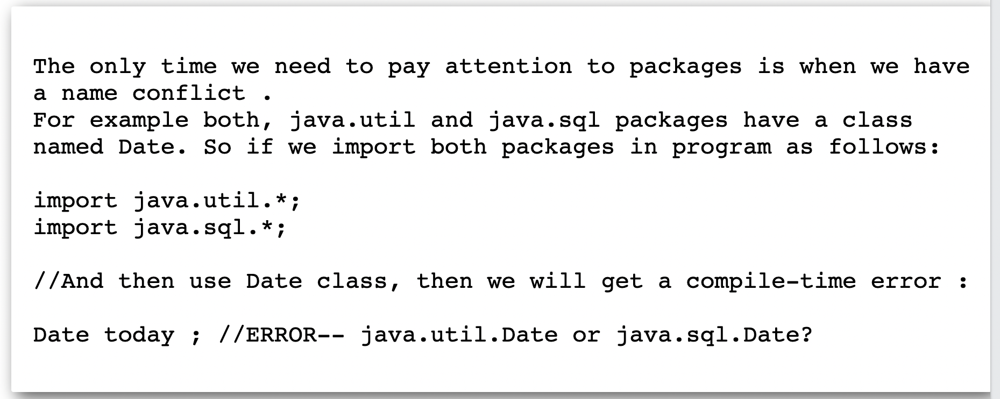 The only time we need to pay attention to packages is when we have
a name conflict .
For example both, java.util and java.sql packages have a class
named Date. So if we import both packages in program as follows:
import java.util.*;
import java.sql.*;
//And then use Date class, then we will get a compile-time error :
Date today ; //ERROR-- java.util.Date or java.sql.Date?